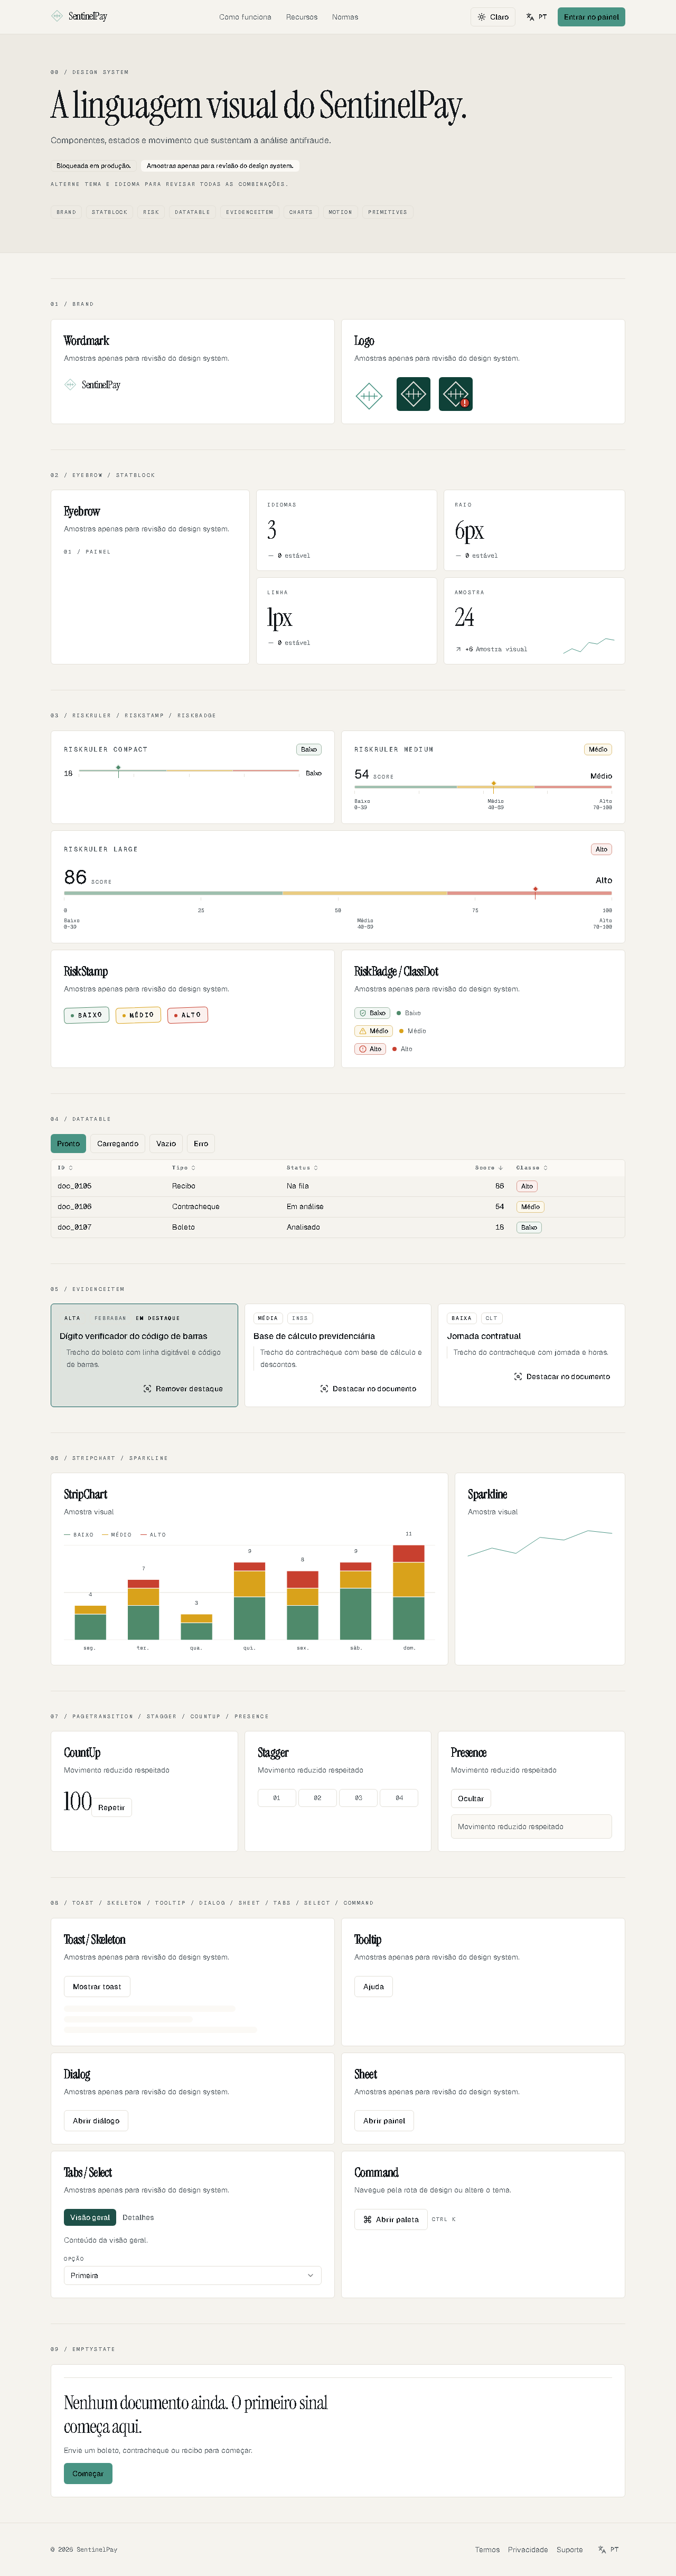 SentinelPay
Como funciona
Recursos
Normas
Claro
PT
Entrar no painel
00 / DESIGN SYSTEM
A linguagem visual do SentinelPay.
Componentes, estados e movimento que sustentam a análise antifraude.
Bloqueada em produção.
Amostras apenas para revisão do design system.
ALTERNE TEMA E IDIOMA PARA REVISAR TODAS AS COMBINAÇÕES.
BRAND
STATBLOCK
RISK
DATATABLE
EVIDENCEITEM
CHARTS
MOTION
PRIMITIVES
01 / BRAND
Wordmark
Amostras apenas para revisão do design system.
SentinelPay
Logo
Amostras apenas para revisão do design system.
02 / EYEBROW / STATBLOCK
Eyebrow
Amostras apenas para revisão do design system.
01 / PAINEL
IDIOMAS
3
— 0 estável
RAIO
6px
— 0 estável
LINHA
1px
— 0 estável
AMOSTRA
24
+6 Amostra visual
03 / RISKRULER / RISKSTAMP / RISKBADGE
RISKRULER COMPACT
Baixo
18
Baixo
RISKRULER MEDIUM
Médio
54 SCORE
Médio
Baixo
0–39
Médio
40–69
Alto
70–100
RISKRULER LARGE
Alto
86 SCORE
Alto
0
25
50
75
100
Baixo
0–39
Médio
40–69
Alto
70–100
RiskStamp
Amostras apenas para revisão do design system.
BAIXO
MÉDIO
ALTO
RiskBadge / ClassDot
Amostras apenas para revisão do design system.
Baixo
Baixo
Médio
Médio
Alto
Alto
04 / DATATABLE
Pronto
Carregando
Vazio
Erro
ID
Tipo
Status
Score
Classe
doc_0105
Recibo
Na fila
86
Alto
doc_0106
Contracheque
Em análise
54
Médio
doc_0107
Boleto
Analisado
18
Baixo
05 / EVIDENCEITEM
ALTA
FEBRABAN
EM DESTAQUE
Dígito verificador do código de barras
Trecho do boleto com linha digitável e código
de barras.
Remover destaque
MÉDIA
INSS
Base de cálculo previdenciária
Trecho do contracheque com base de cálculo e
descontos.
Destacar no documento
BAIXA
CLT
Jornada contratual
Trecho do contracheque com jornada e horas.
Destacar no documento
06 / STRIPCHART / SPARKLINE
StripChart
Amostra visual
BAIXO
MÉDIO
ALTO
4
7
3
9
8
9
11
seg.
ter.
qua.
qui.
sex.
sáb.
dom.
Sparkline
Amostra visual
07 / PAGETRANSITION / STAGGER / COUNTUP / PRESENCE
CountUp
Movimento reduzido respeitado
100
Repetir
Stagger
Movimento reduzido respeitado
01
02
03
04
Presence
Movimento reduzido respeitado
Ocultar
Movimento reduzido respeitado
08 / TOAST / SKELETON / TOOLTIP / DIALOG / SHEET / TABS / SELECT / COMMAND
Toast / Skeleton
Amostras apenas para revisão do design system.
Mostrar toast
Tooltip
Amostras apenas para revisão do design system.
Ajuda
Dialog
Amostras apenas para revisão do design system.
Abrir diálogo
Sheet
Amostras apenas para revisão do design system.
Abrir painel
Tabs / Select
Amostras apenas para revisão do design system.
Visão geral
Detalhes
Conteúdo da visão geral.
OPÇÃO
Primeira
Command
Navegue pela rota de design ou altere o tema.
Abrir paleta
CTRL K
09 / EMPTYSTATE
Nenhum documento ainda. O primeiro sinal
começa aqui.
Envie um boleto, contracheque ou recibo para começar.
Começar
© 2026 SentinelPay
Termos
Privacidade
Suporte
PT